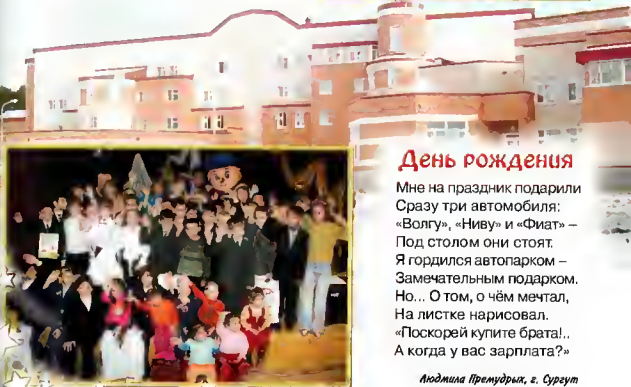 День рождения
Мне на праздник подарили
Сразу три автомобиля:
«Волгу», «Ниву» и «Фиат» –
Под столом они стоят.
Я гордился автопарком –
Замечательным подарком.
Но... О том, о чём мечтал,
На листке нарисовал.
«Поскорей купите брата!..
А когда у вас зарплата?»
Людмила Премудрых, г. Сургут